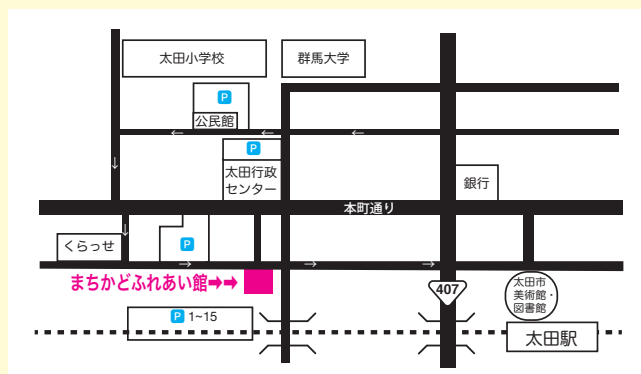 太田小学校
群馬大学
P
公民館
← ← ←
P
太田行政
センター
↓
銀行
本町通り
↓
くらっせ
P
→ → →
まちかどふれあい館➡➡
407
太田市
美術館・
図書館
P 1~15
太田駅